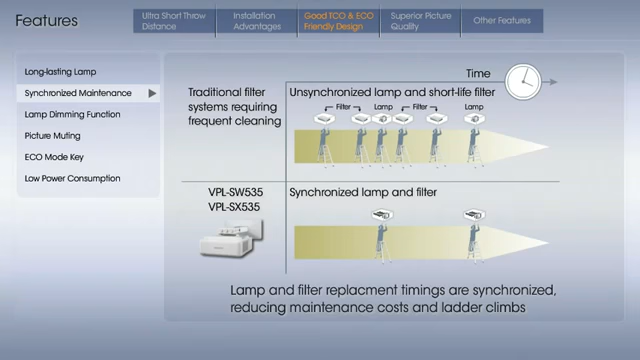 Features
Ultra Short Throw
Distance
Installation
Advantages
Good TCO & ECO
Friendly Design
Superior Picture
Quality
Other Features
Long-lasting Lamp
Synchronized Maintenance
Lamp Dimming Function
Picture Muting
ECO Mode Key
Low Power Consumption
Time
Traditional filter
systems requiring
frequent cleaning
Unsynchronized lamp and short-life filter
Filter Lamp Filter Lamp
VPL-SW535
VPL-SX535
Synchronized lamp and filter
Lamp and filter replacment timings are synchronized,
reducing maintenance costs and ladder climbs